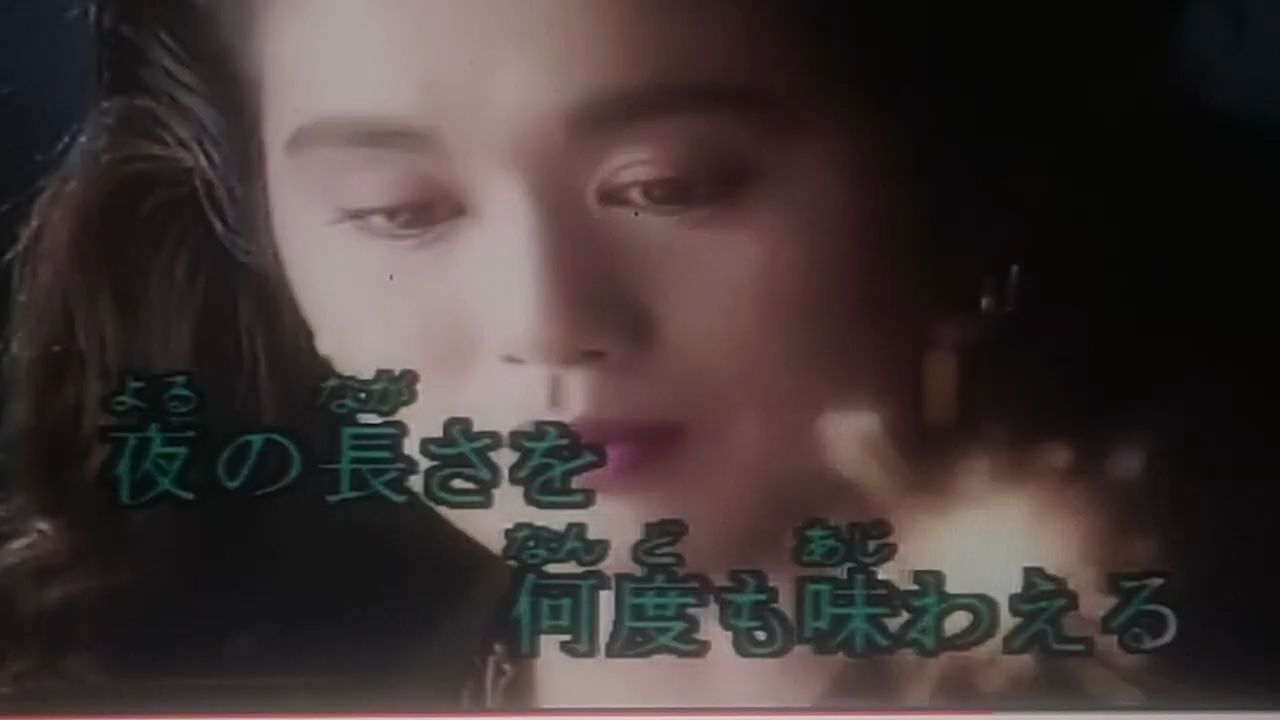 よる なが
夜の長さを
なんど あじ
何度も味わえる